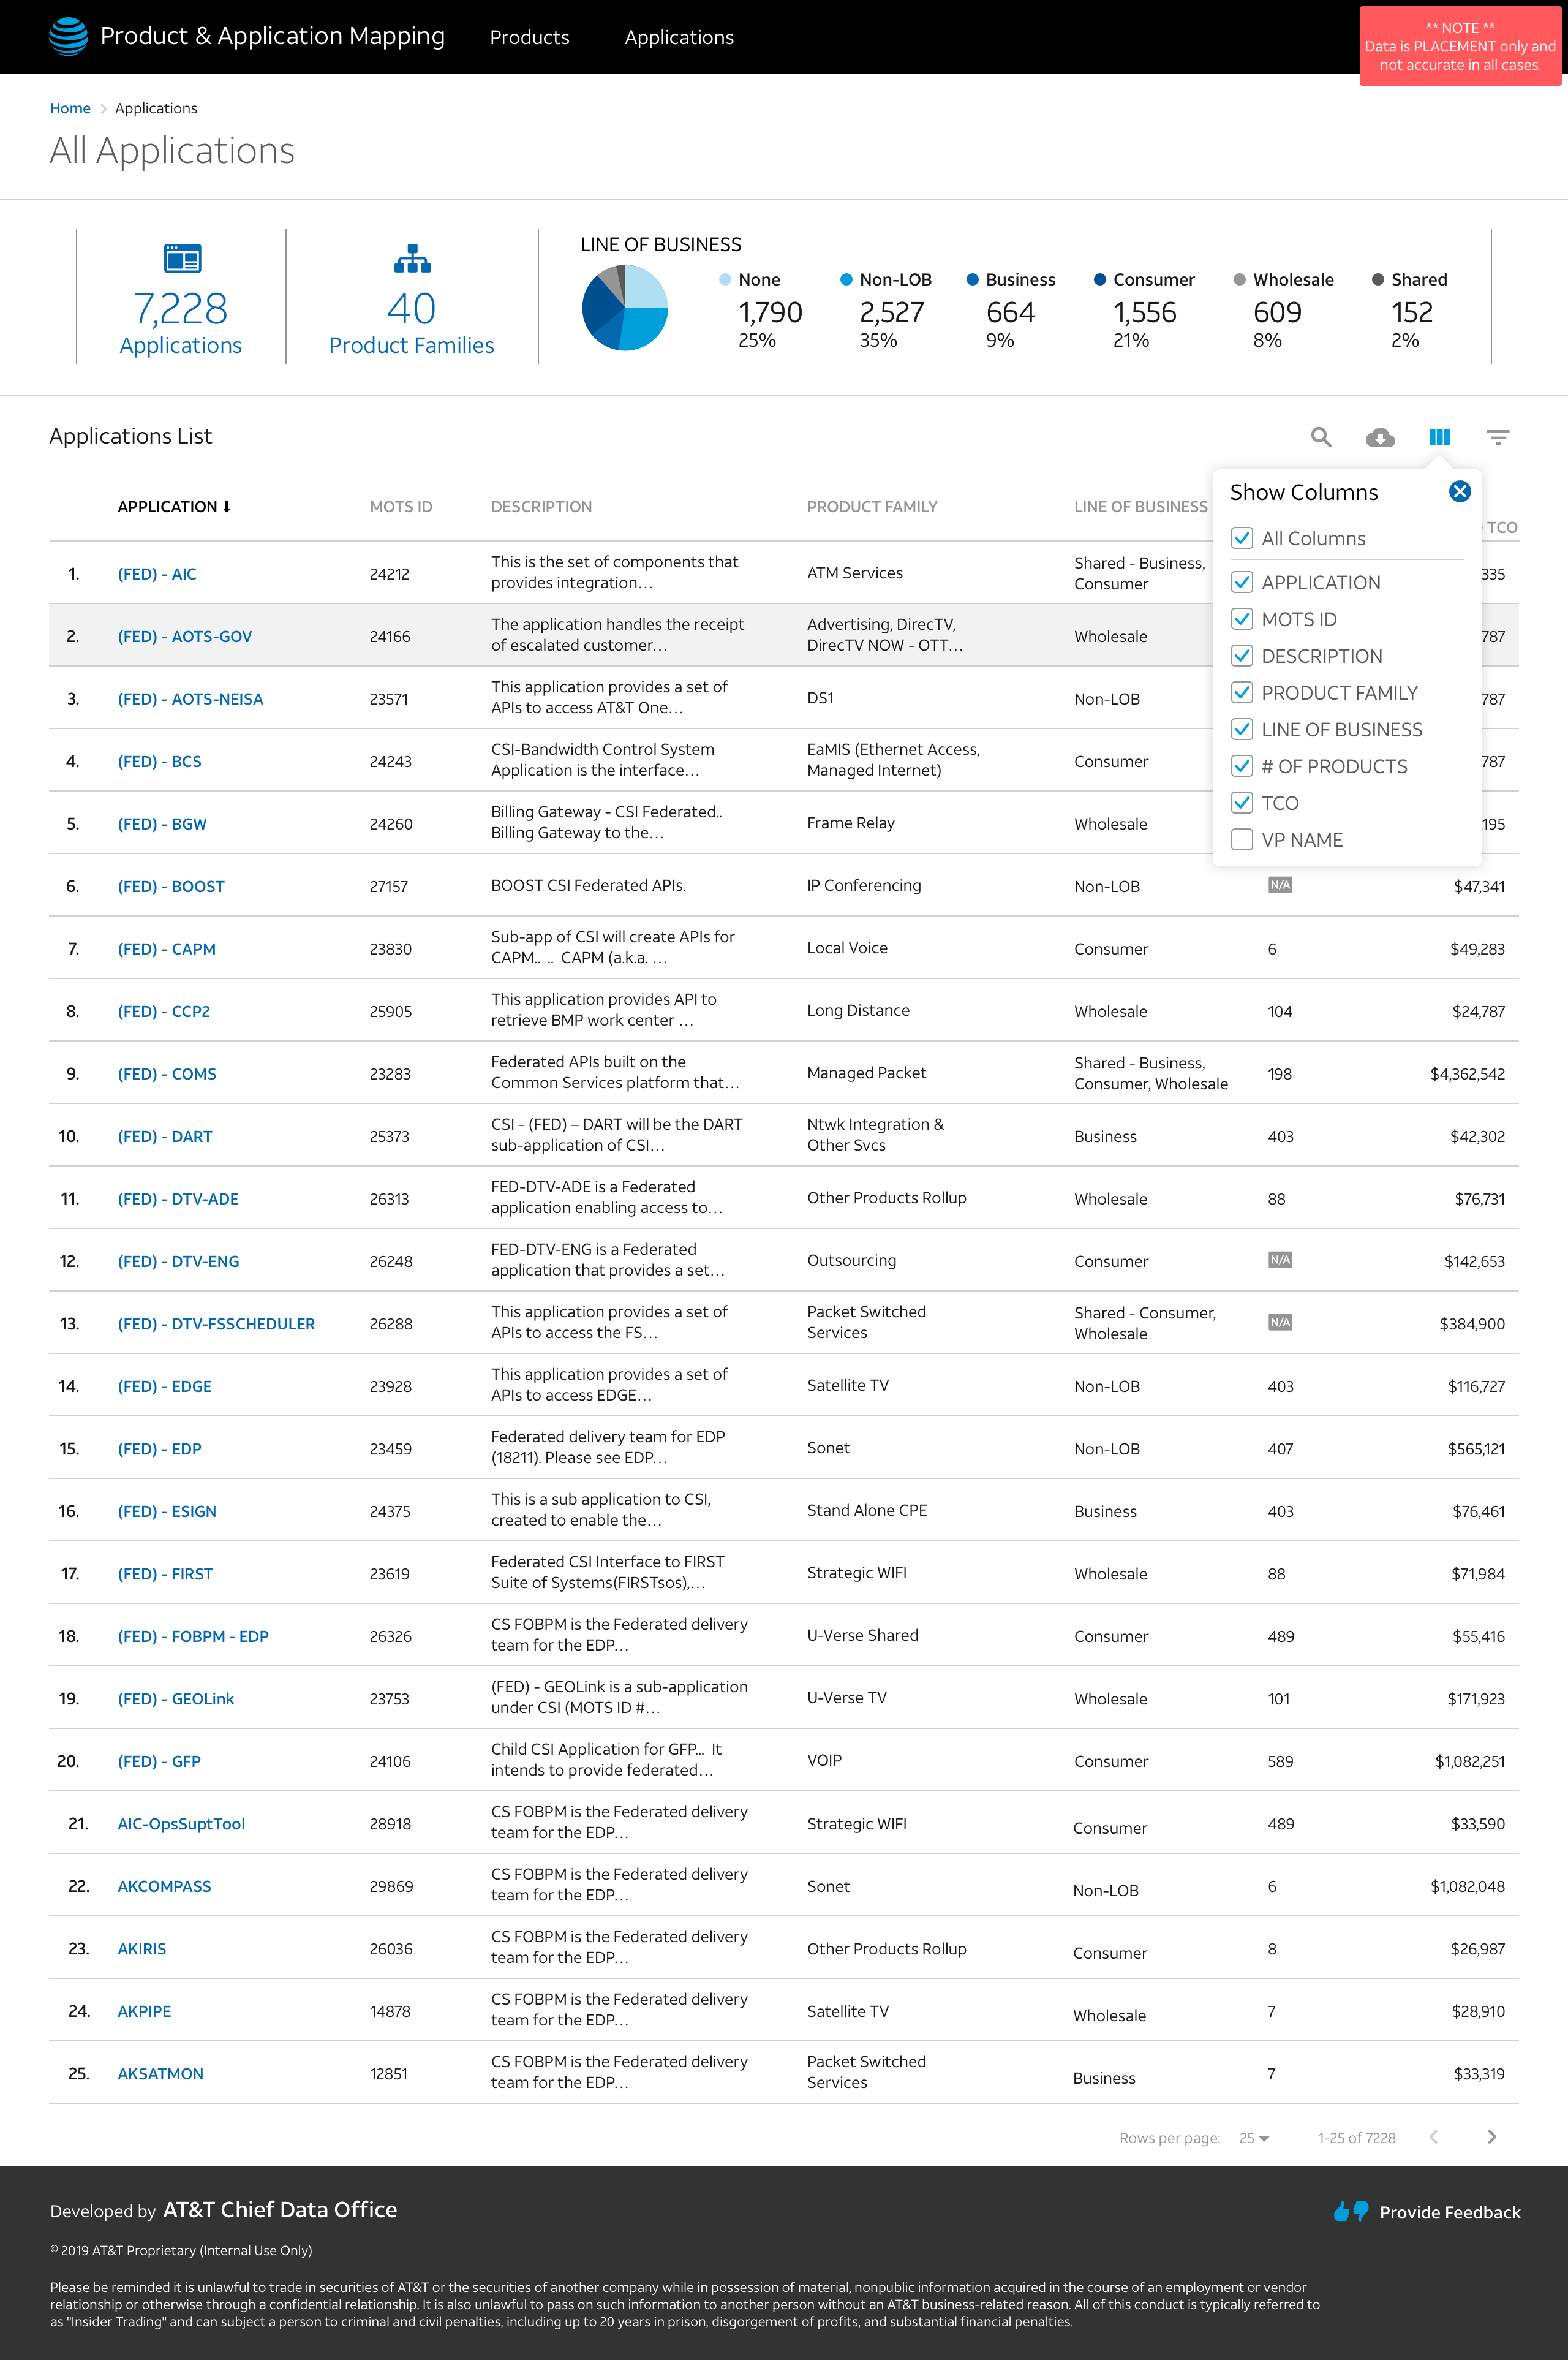 Product & Application Mapping
Products
Applications
** NOTE **
Data is PLACEMENT only and
not accurate in all cases.
Home
Applications
All Applications
7,228
Applications
40
Product Families
LINE OF BUSINESS
None
1,790
25%
Non-LOB
2,527
35%
Business
664
9%
Consumer
1,556
21%
Wholesale
609
8%
Shared
152
2%
Applications List
Show Columns
All Columns
APPLICATION
MOTS ID
DESCRIPTION
PRODUCT FAMILY
LINE OF BUSINESS
# OF PRODUCTS
TCO
VP NAME
APPLICATION ⬇ MOTS ID DESCRIPTION PRODUCT FAMILY LINE OF BUSINESS TCO
1. (FED) - AIC 24212
This is the set of components that
provides integration…
ATM Services
Shared - Business,
Consumer
335
2. (FED) - AOTS-GOV 24166
The application handles the receipt
of escalated customer…
Advertising, DirecTV,
DirecTV NOW - OTT…
Wholesale
787
3. (FED) - AOTS-NEISA 23571
This application provides a set of
APIs to access AT&T One…
DS1
Non-LOB
787
4. (FED) - BCS 24243
CSI-Bandwidth Control System
Application is the interface…
EaMIS (Ethernet Access,
Managed Internet)
Consumer
787
5. (FED) - BGW 24260
Billing Gateway - CSI Federated..
Billing Gateway to the…
Frame Relay
Wholesale
195
6. (FED) - BOOST 27157
BOOST CSI Federated APIs.
IP Conferencing
Non-LOB
N/A
$47,341
7. (FED) - CAPM 23830
Sub-app of CSI will create APIs for
CAPM.. .. CAPM (a.k.a. …
Local Voice
Consumer
6
$49,283
8. (FED) - CCP2 25905
This application provides API to
retrieve BMP work center …
Long Distance
Wholesale
104
$24,787
9. (FED) - COMS 23283
Federated APIs built on the
Common Services platform that…
Managed Packet
Shared - Business,
Consumer, Wholesale
198
$4,362,542
10. (FED) - DART 25373
CSI - (FED) – DART will be the DART
sub-application of CSI…
Ntwk Integration &
Other Svcs
Business
403
$42,302
11. (FED) - DTV-ADE 26313
FED-DTV-ADE is a Federated
application enabling access to…
Other Products Rollup
Wholesale
88
$76,731
12. (FED) - DTV-ENG 26248
FED-DTV-ENG is a Federated
application that provides a set…
Outsourcing
Consumer
N/A
$142,653
13. (FED) - DTV-FSSCHEDULER 26288
This application provides a set of
APIs to access the FS…
Packet Switched
Services
Shared - Consumer,
Wholesale
N/A
$384,900
14. (FED) - EDGE 23928
This application provides a set of
APIs to access EDGE…
Satellite TV
Non-LOB
403
$116,727
15. (FED) - EDP 23459
Federated delivery team for EDP
(18211). Please see EDP…
Sonet
Non-LOB
407
$565,121
16. (FED) - ESIGN 24375
This is a sub application to CSI,
created to enable the…
Stand Alone CPE
Business
403
$76,461
17. (FED) - FIRST 23619
Federated CSI Interface to FIRST
Suite of Systems(FIRSTsos),…
Strategic WIFI
Wholesale
88
$71,984
18. (FED) - FOBPM - EDP 26326
CS FOBPM is the Federated delivery
team for the EDP…
U-Verse Shared
Consumer
489
$55,416
19. (FED) - GEOLink 23753
(FED) - GEOLink is a sub-application
under CSI (MOTS ID #…
U-Verse TV
Wholesale
101
$171,923
20. (FED) - GFP 24106
Child CSI Application for GFP... It
intends to provide federated…
VOIP
Consumer
589
$1,082,251
21. AIC-OpsSuptTool 28918
CS FOBPM is the Federated delivery
team for the EDP…
Strategic WIFI
Consumer
489
$33,590
22. AKCOMPASS 29869
CS FOBPM is the Federated delivery
team for the EDP…
Sonet
Non-LOB
6
$1,082,048
23. AKIRIS 26036
CS FOBPM is the Federated delivery
team for the EDP…
Other Products Rollup
Consumer
8
$26,987
24. AKPIPE 14878
CS FOBPM is the Federated delivery
team for the EDP…
Satellite TV
Wholesale
7
$28,910
25. AKSATMON 12851
CS FOBPM is the Federated delivery
team for the EDP…
Packet Switched
Services
Business
7
$33,319
Rows per page: 25 1-25 of 7228
Developed by AT&T Chief Data Office
Provide Feedback
© 2019 AT&T Proprietary (Internal Use Only)
Please be reminded it is unlawful to trade in securities of AT&T or the securities of another company while in possession of material, nonpublic information acquired in the course of an employment or vendor
relationship or otherwise through a confidential relationship. It is also unlawful to pass on such information to another person without an AT&T business-related reason. All of this conduct is typically referred to
as "Insider Trading" and can subject a person to criminal and civil penalties, including up to 20 years in prison, disgorgement of profits, and substantial financial penalties.